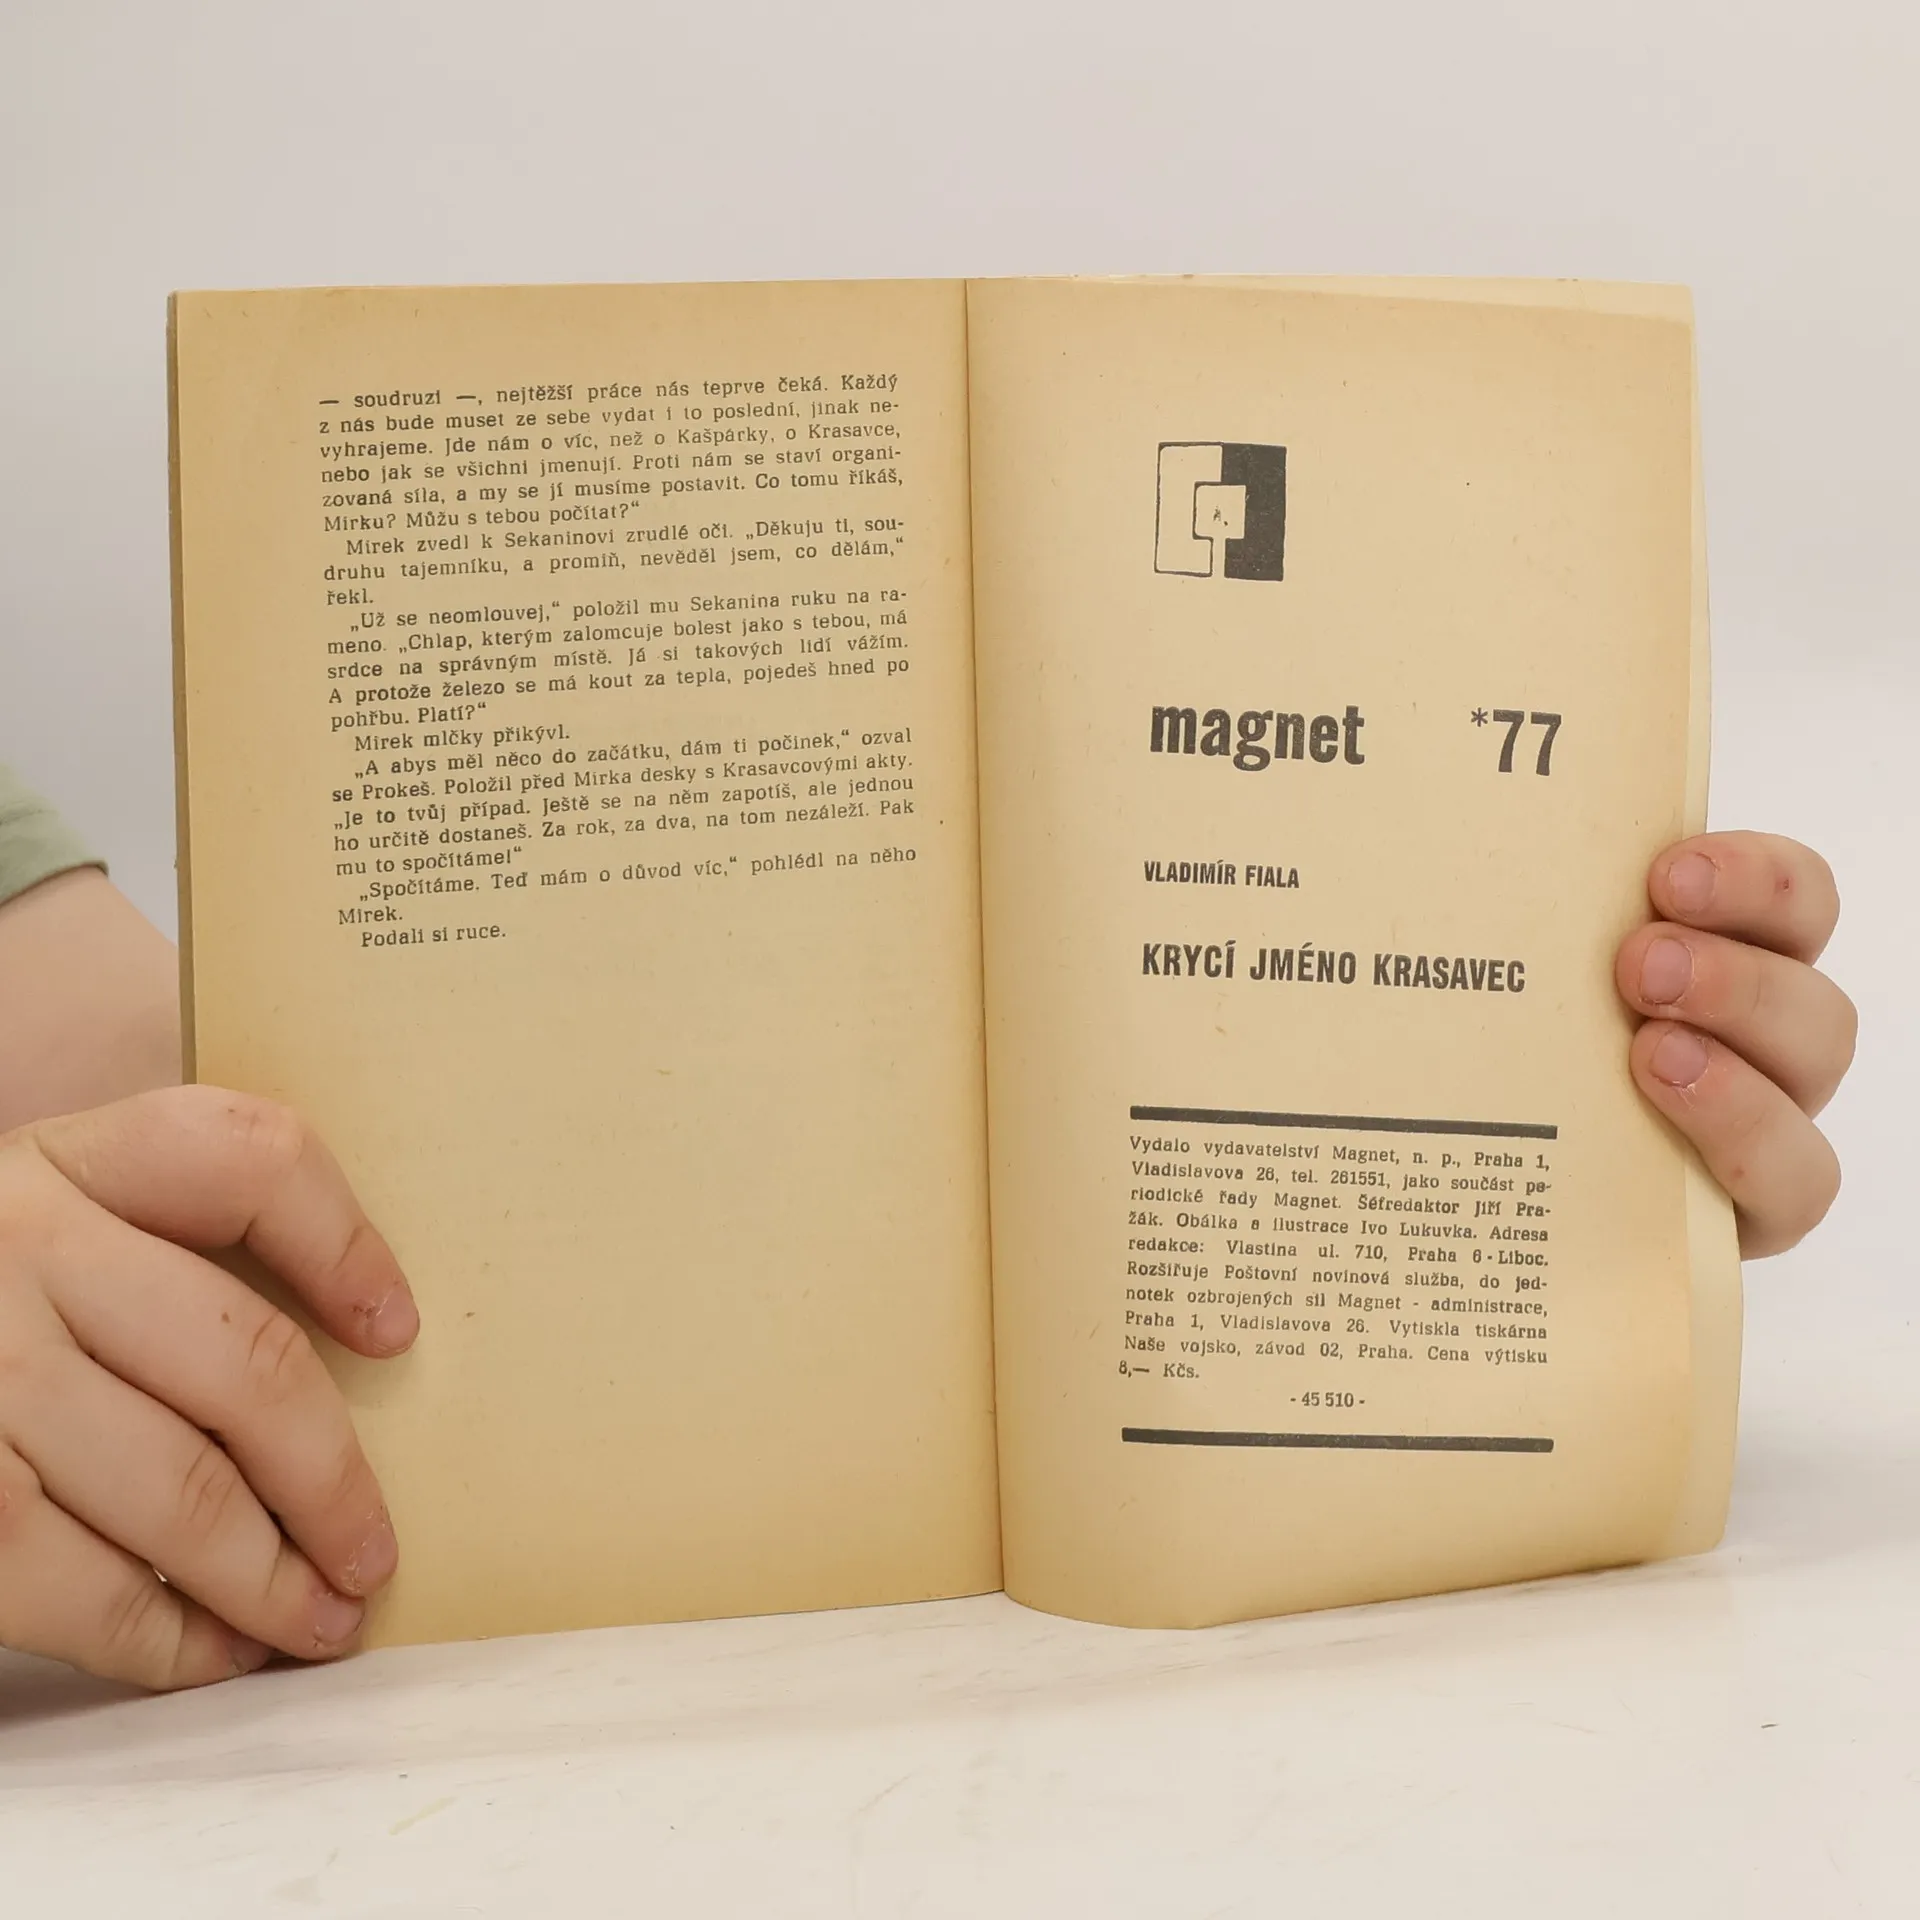 — soudruzi —, nejtěžší práce nás teprve čeká. Každý
z nás bude muset ze sebe vydat i to poslední, jinak ne-
vyhrajeme. Jde nám o víc, než o Kašpárky, o Krasavce,
nebo jak se všichni jmenují. Proti nám se staví organi-
zovaná síla, a my se jí musíme postavit. Co tomu říkáš,
Mirku? Můžu s tebou počítat?“
Mirek zvedl k Sekaninovi zrudlé oči. „Děkuju ti, sou-
druhu tajemníku, a promiň, nevěděl jsem, co dělám,“
řekl.
„Už se neomlouvej,“ položil mu Sekanina ruku na ra-
meno. „Chlap, kterým zalomcuje bolest jako s tebou, má
srdce na správným místě. Já si takových lidí vážím.
A protože železo se má kout za tepla, pojedeš hned po
pohřbu. Platí?“
Mirek mlčky přikývl.
„A abys měl něco do začátku, dám ti počinek,“ ozval
se Prokeš. Položil před Mirka desky s Krasavcovými akty.
„Je to tvůj případ. Ještě se na něm zapotíš, ale jednou
ho určitě dostaneš. Za rok, za dva, na tom nezáleží. Pak
mu to spočítáme!“
„Spočítáme. Teď mám o důvod víc,“ pohlédl na něho
Mirek.
Podali si ruce.
magnet *77
VLADIMÍR FIALA
KRYCÍ JMÉNO KRASAVEC
Vydalo vydavatelství Magnet, n. p., Praha 1,
Vladislavova 26, tel. 261551, jako součást pe-
riodické řady Magnet. Šéfredaktor Jiří Pra-
žák. Obálka a ilustrace Ivo Lukuvka. Adresa
redakce: Vlastina ul. 710, Praha 6 - Liboc.
Rozšiřuje Poštovní novinová služba, do jed-
notek ozbrojených sil Magnet - administrace,
Praha 1, Vladislavova 26. Vytiskla tiskárna
Naše vojsko, závod 02, Praha. Cena výtisku
8,— Kčs.
- 45 510 -